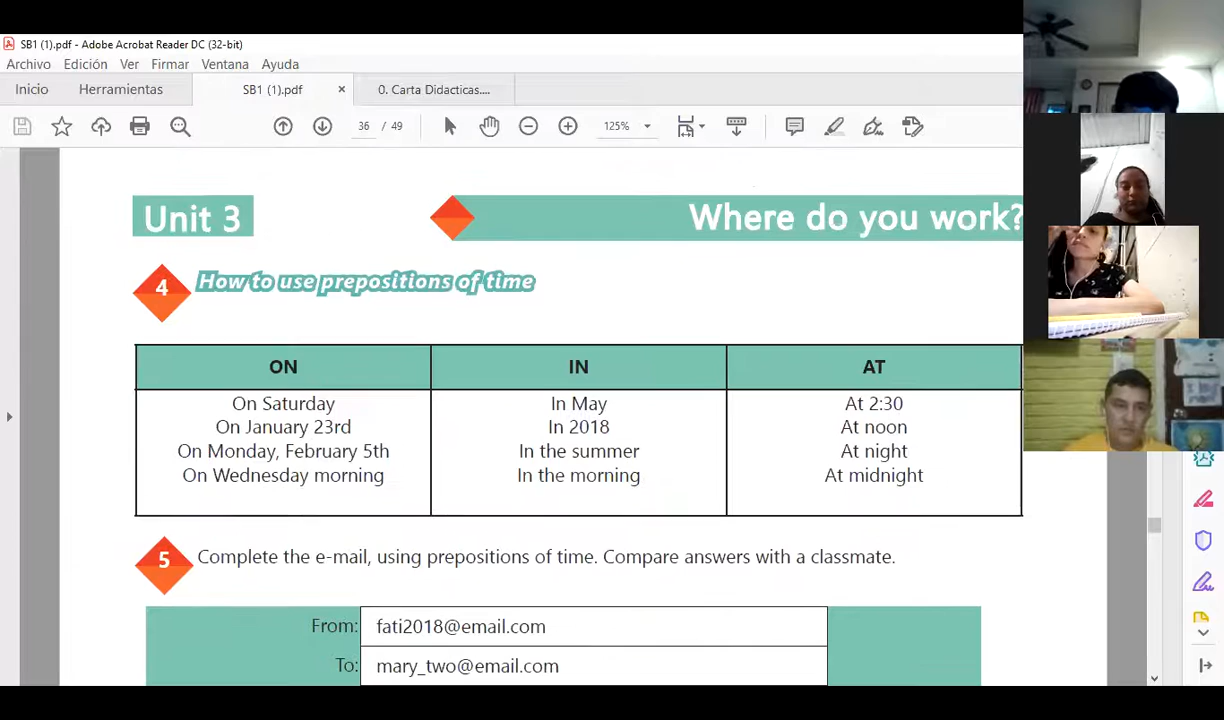 SB1 (1).pdf - Adobe Acrobat Reader DC (32-bit)
Archivo Edición Ver Firmar Ventana Ayuda
Inicio Herramientas SB1 (1).pdf × 0. Carta Didacticas....
36 / 49 125%
Unit 3 Where do you work?
4 How to use prepositions of time
ON IN AT
On Saturday In May At 2:30
On January 23rd In 2018 At noon
On Monday, February 5th In the summer At night
On Wednesday morning In the morning At midnight
5 Complete the e-mail, using prepositions of time. Compare answers with a classmate.
From: fati2018@email.com
To: mary_two@email.com